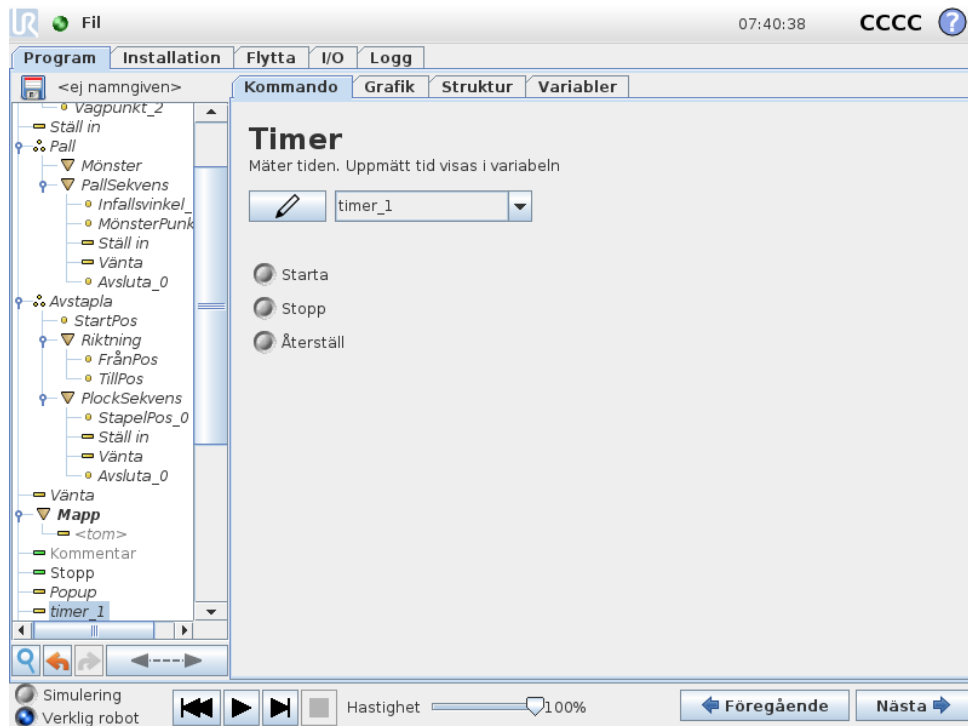 UR Fil 07:40:38 CCCC ?
Program Installation Flytta I/O Logg
<ej namngiven>
Kommando Grafik Struktur Variabler
Vägpunkt_2
Ställ in
Pall
Mönster
PallSekvens
Infallsvinkel_
MönsterPunk
Ställ in
Vänta
Avsluta_0
Avstapla
StartPos
Riktning
FrånPos
TillPos
PlockSekvens
StapelPos_0
Ställ in
Vänta
Avsluta_0
Vänta
Mapp
<tom>
Kommentar
Stopp
Popup
timer_1
Timer
Mäter tiden. Uppmätt tid visas i variabeln
timer_1
Starta
Stopp
Återställ
Simulering
Verklig robot
Hastighet 100%
Föregående
Nästa